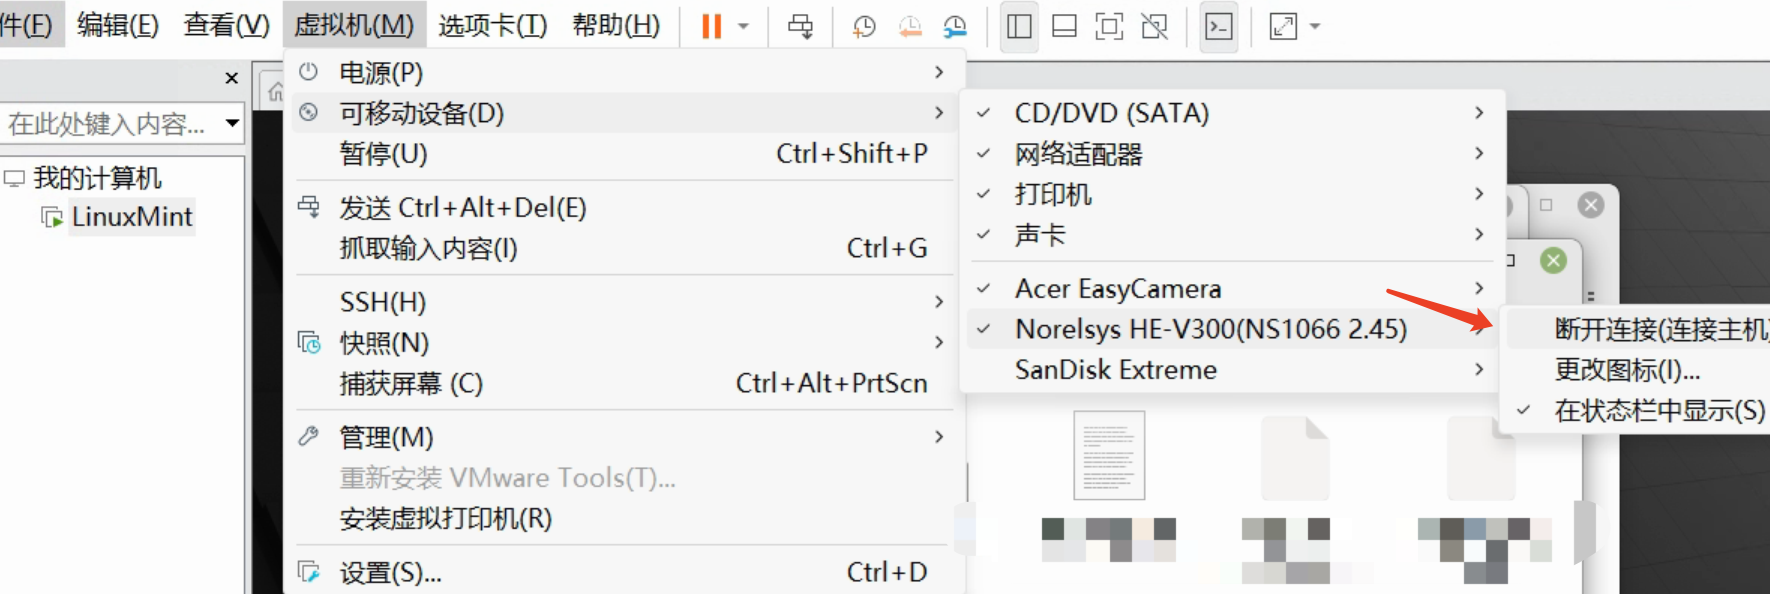 件(F) 编辑(E) 查看(V) 虚拟机(M) 选项卡(T) 帮助(H)
在此处键入内容...
我的计算机
LinuxMint
电源(P)
可移动设备(D)
暂停(U) Ctrl+Shift+P
发送 Ctrl+Alt+Del(E)
抓取输入内容(I) Ctrl+G
SSH(H)
快照(N)
捕获屏幕 (C) Ctrl+Alt+PrtScn
管理(M)
重新安装 VMware Tools(T)...
安装虚拟打印机(R)
设置(S)... Ctrl+D
CD/DVD (SATA)
网络适配器
打印机
声卡
Acer EasyCamera
Norelsys HE-V300(NS1066 2.45)
SanDisk Extreme
断开连接(连接主机)
更改图标(I)...
在状态栏中显示(S)